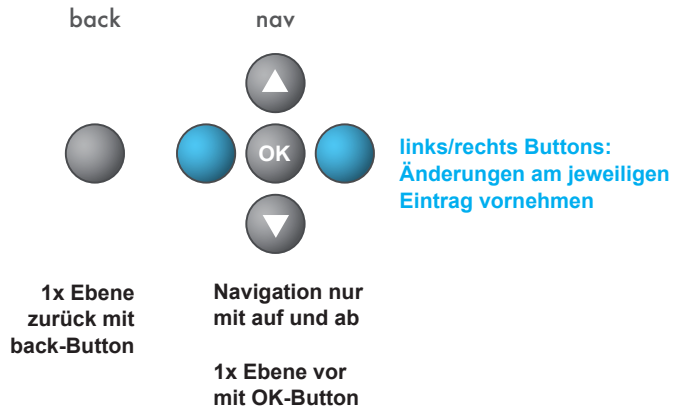 back
nav
OK
links/rechts Buttons:
Änderungen am jeweiligen
Eintrag vornehmen
1x Ebene
zurück mit
back-Button
Navigation nur
mit auf und ab
1x Ebene vor
mit OK-Button